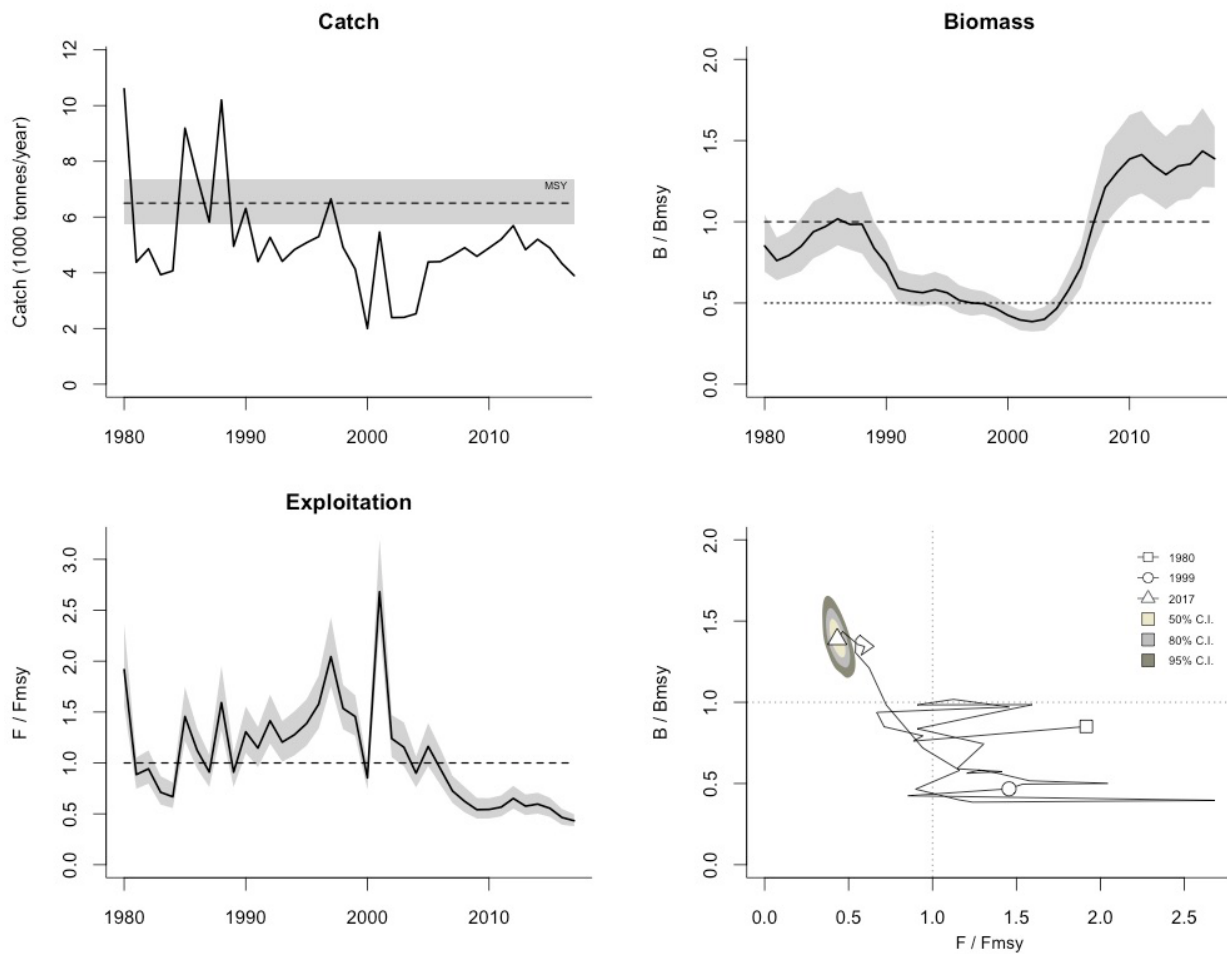 Catch
Catch (1000 tonnes/year)
12
10
8
6
4
2
0
MSY
1980 1990 2000 2010
Biomass
B / Bmsy
2.0
1.5
1.0
0.5
0.0
1980 1990 2000 2010
Exploitation
F / Fmsy
3.0
2.5
2.0
1.5
1.0
0.5
0.0
1980 1990 2000 2010
B / Bmsy
2.0
1.5
1.0
0.5
0.0
1980
1999
2017
50% C.I.
80% C.I.
95% C.I.
0.0 0.5 1.0 1.5 2.0 2.5
F / Fmsy